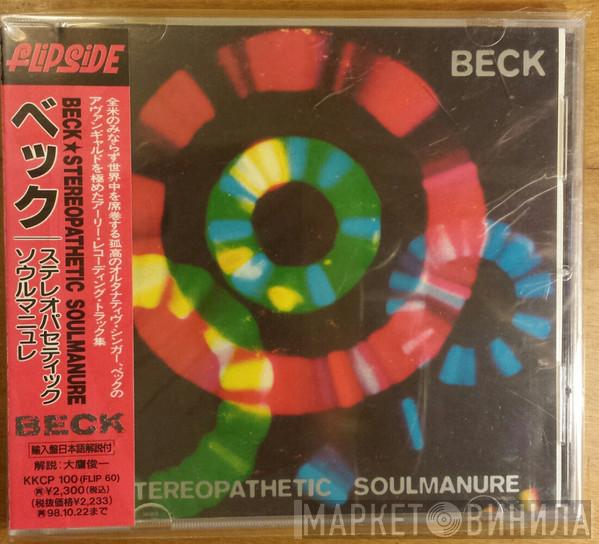 FLIPSIDE
ベック
ステレオパセティック
ソウルマニュレ
BECK★STEREOPATHETIC SOULMANURE
全米のみならず世界中を席巻する孤高のオルタナティヴ・シンガー、ベックの
アヴァンギャルドを極めたアーリー・レコーディング・トラック集
BECK
輸入盤日本語解説付
解説:大鷹俊一
KKCP 100 (FLIP 60)
¥2,300(税込)
(税抜価格¥2,233)
98.10.22まで
BECK
TEREOPATHETIC SOULMANURE
МАРКЕТ ВИНИЛА